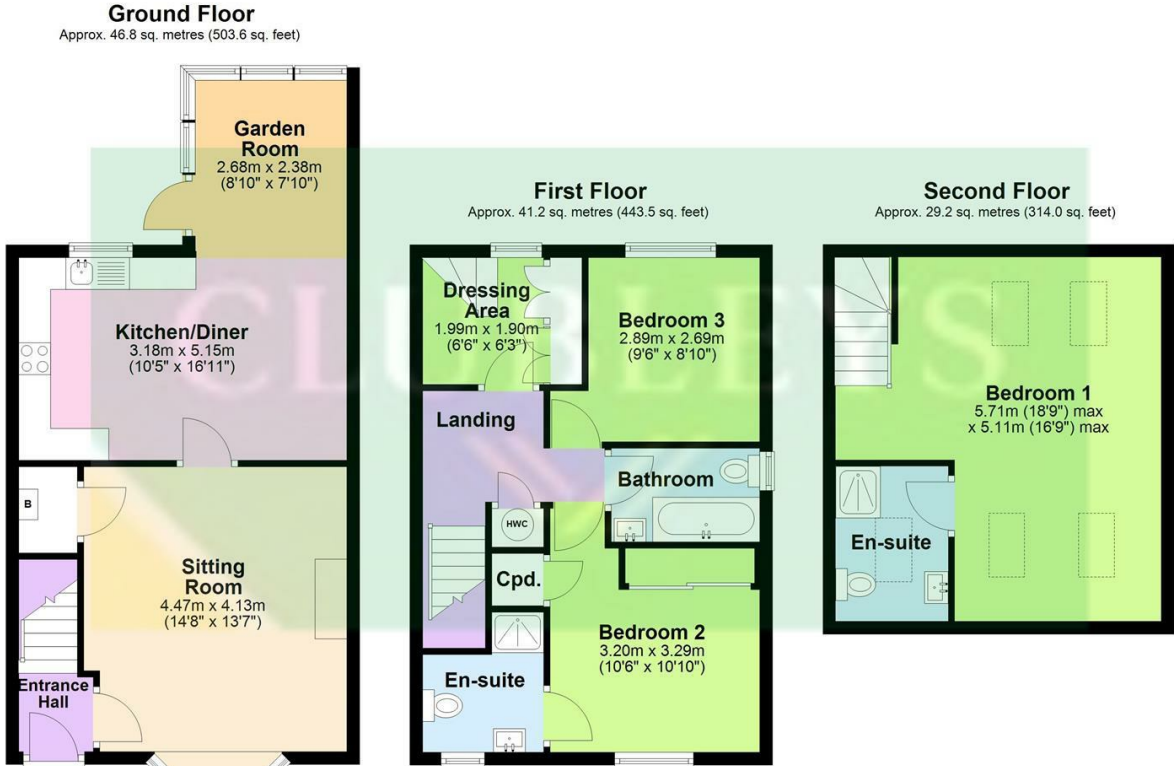 Ground Floor
Approx. 46.8 sq. metres (503.6 sq. feet)
Garden
Room
2.68m x 2.38m
(8'10" x 7'10")
Kitchen/Diner
3.18m x 5.15m
(10'5" x 16'11")
B
Sitting
Room
4.47m x 4.13m
(14'8" x 13'7")
Entrance
Hall
First Floor
Approx. 41.2 sq. metres (443.5 sq. feet)
Dressing
Area
1.99m x 1.90m
(6'6" x 6'3")
Bedroom 3
2.89m x 2.69m
(9'6" x 8'10")
Landing
Bathroom
HWC
Cpd.
Bedroom 2
3.20m x 3.29m
(10'6" x 10'10")
En-suite
Second Floor
Approx. 29.2 sq. metres (314.0 sq. feet)
Bedroom 1
5.71m (18'9") max
x 5.11m (16'9") max
En-suite
CLUBLEYS